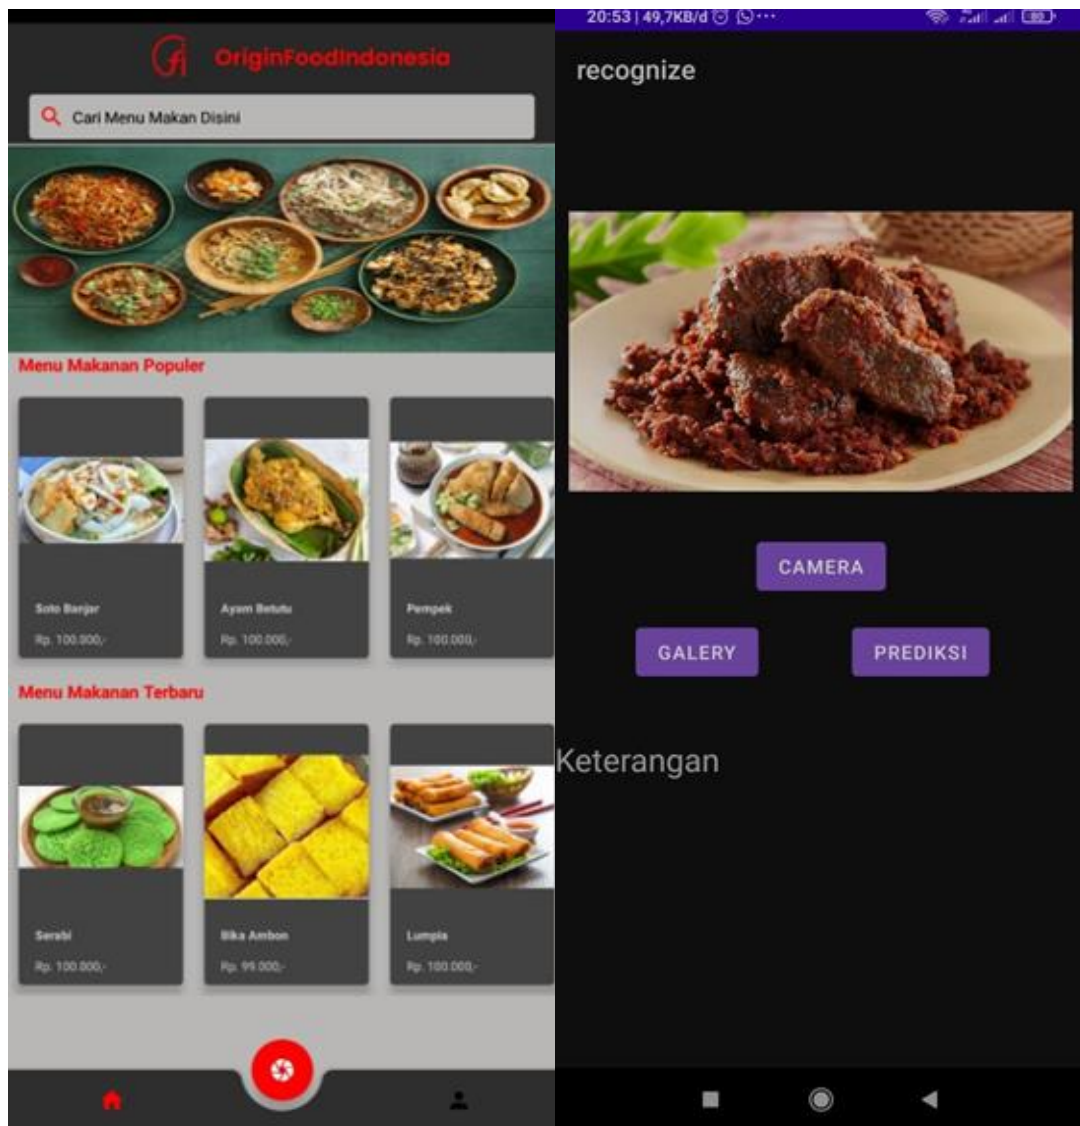 OriginFoodIndonesia
Cari Menu Makan Disini
Menu Makanan Populer
Soto Banjar
Ayam Betutu
Pempek
Rp. 100.000,-
Rp. 100.000,-
Rp. 100.000,-
Menu Makanan Terbaru
Serabi
Bika Ambon
Lumpia
Rp. 100.000,-
Rp. 99.000,-
Rp. 100.000,-
20:53 | 49,7KB/d
80
recognize
CAMERA
GALERY
PREDIKSI
Keterangan